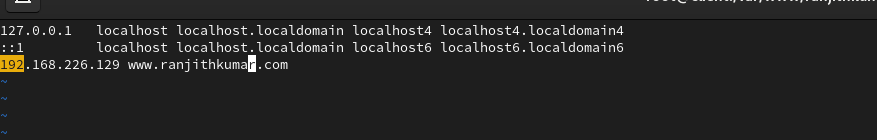 127.0.0.1   localhost localhost.localdomain localhost4 localhost4.localdomain4
::1         localhost localhost.localdomain localhost6 localhost6.localdomain6
192.168.226.129 www.ranjithkumar.com
~
~
~
~